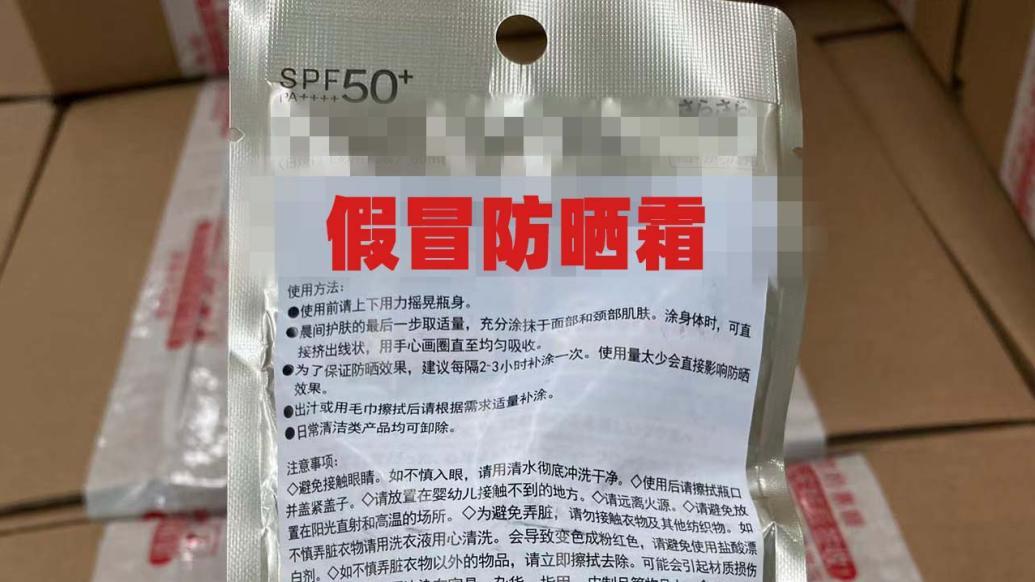 SPF50+
PA++++
さらさら
假冒防晒霜
使用方法：
●使用前请上下用力摇晃瓶身。
●晨间护肤的最后一步取适量，充分涂抹于面部和颈部肌肤。涂身体时，可直
接挤出线状，用手心画圈直至均匀吸收。
●为了保证防晒效果，建议每隔2-3小时补涂一次。使用量太少会直接影响防晒
效果。
●出汁或用毛巾擦拭后请根据需求适量补涂。
●日常清洁类产品均可卸除。
注意事项：
◇避免接触眼睛。如不慎入眼，请用清水彻底冲洗干净。◇使用后请擦拭瓶口
并盖紧盖子。◇请放置在婴幼儿接触不到的地方。◇请远离火源。◇请避免放
置在阳光直射和高温的场所。◇为避免弄脏，请勿接触衣物及其他纺织物。如
不慎弄脏衣物请用洗衣液用心清洗。会导致变色成粉红色，请避免使用盐酸漂
白剂。◇如不慎弄脏衣物以外的物品，请立即擦拭去除。可能会引起材质损伤